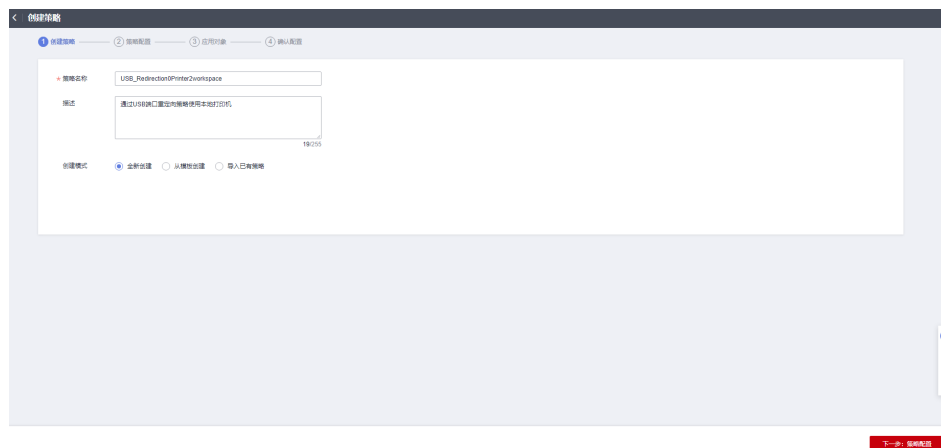 < 创建策略
1 创建策略 2 策略配置 3 应用对象 4 确认配置
* 策略名称 USB_Redirection0Printer2workspace
描述 通过USB端口重定向策略使用本地打印机
19/255
创建模式 全新创建 从模板创建 导入已有策略
下一步：策略配置